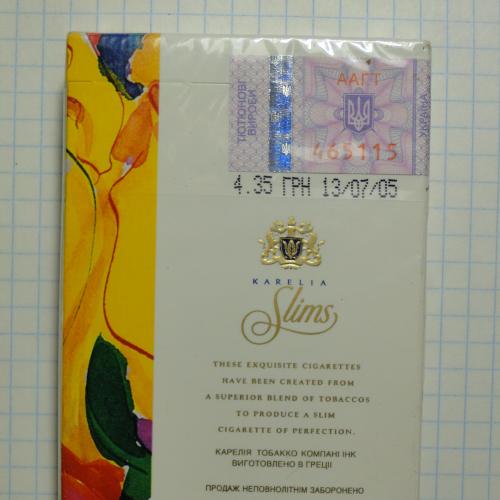 ТЮТЮНОВІ
ВИРОБИ
ААГТ
465115
УКРАЇНА
4.35 ГРН 13/07/05
KARELIA
Slims
THESE EXQUISITE CIGARETTES
HAVE BEEN CREATED FROM
A SUPERIOR BLEND OF TOBACCOS
TO PRODUCE A SLIM
CIGARETTE OF PERFECTION.
КАРЕЛІЯ ТОБАККО КОМПАНІ ІНК
ВИГОТОВЛЕНО В ГРЕЦІЇ
ПРОДАЖ НЕПОВНОЛІТНІМ ЗАБОРОНЕНО